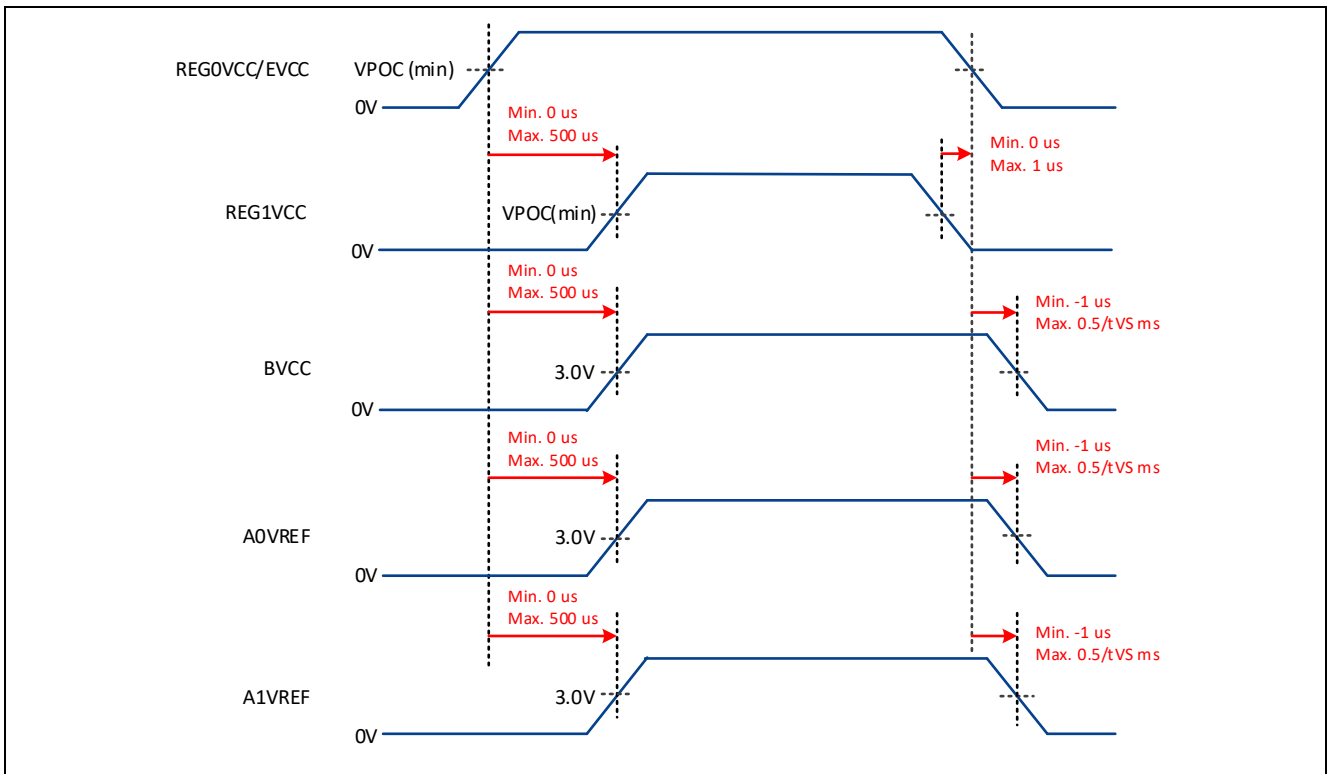 REG0VCC/EVCC VPOC (min)
0V
Min. 0 us
Max. 500 us
Min. 0 us
Max. 1 us
REG1VCC VPOC(min)
0V
Min. 0 us
Max. 500 us
Min. -1 us
Max. 0.5/tVS ms
BVCC 3.0V
0V
Min. 0 us
Max. 500 us
Min. -1 us
Max. 0.5/tVS ms
A0VREF 3.0V
0V
Min. 0 us
Max. 500 us
Min. -1 us
Max. 0.5/tVS ms
A1VREF 3.0V
0V